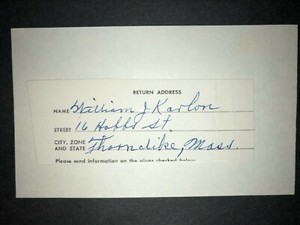 RETURN ADDRESS
NAME William J Karlon
STREET 16 Hobbs St.
CITY, ZONE
AND STATE Thorndike, Mass.
Please send information on the gives checked below.